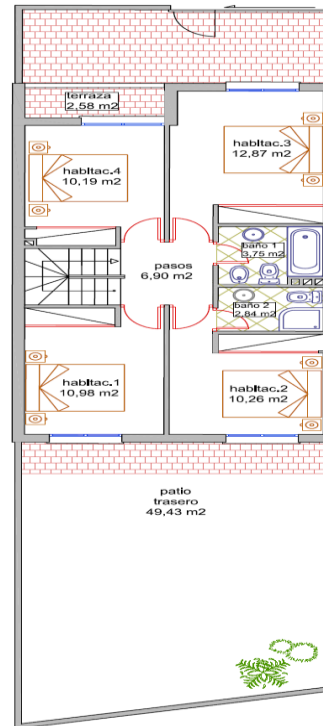 terraza
2,58 m2
habitac.3
12,87 m2
habitac.4
10,19 m2
baño 1
3,75 m2
pasos
6,90 m2
baño 2
2,84 m2
habitac.1
10,98 m2
habitac.2
10,26 m2
patio
trasero
49,43 m2